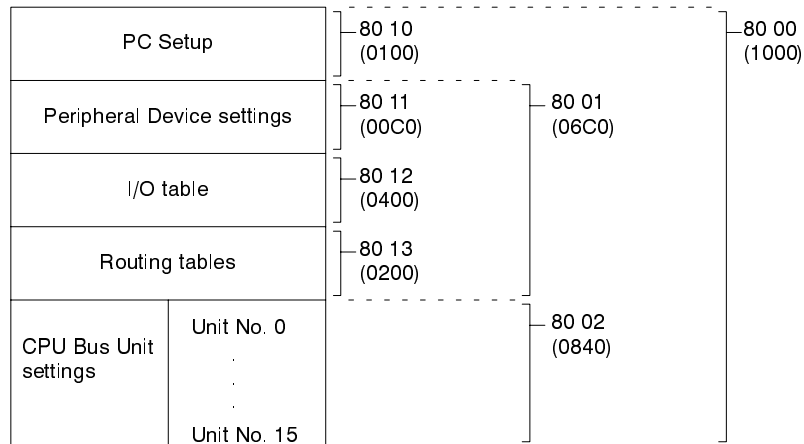 PC Setup
80 10
(0100)
80 00
(1000)
Peripheral Device settings
80 11
(00C0)
80 01
(06C0)
I/O table
80 12
(0400)
Routing tables
80 13
(0200)
CPU Bus Unit
settings
Unit No. 0
.
.
.
Unit No. 15
80 02
(0840)